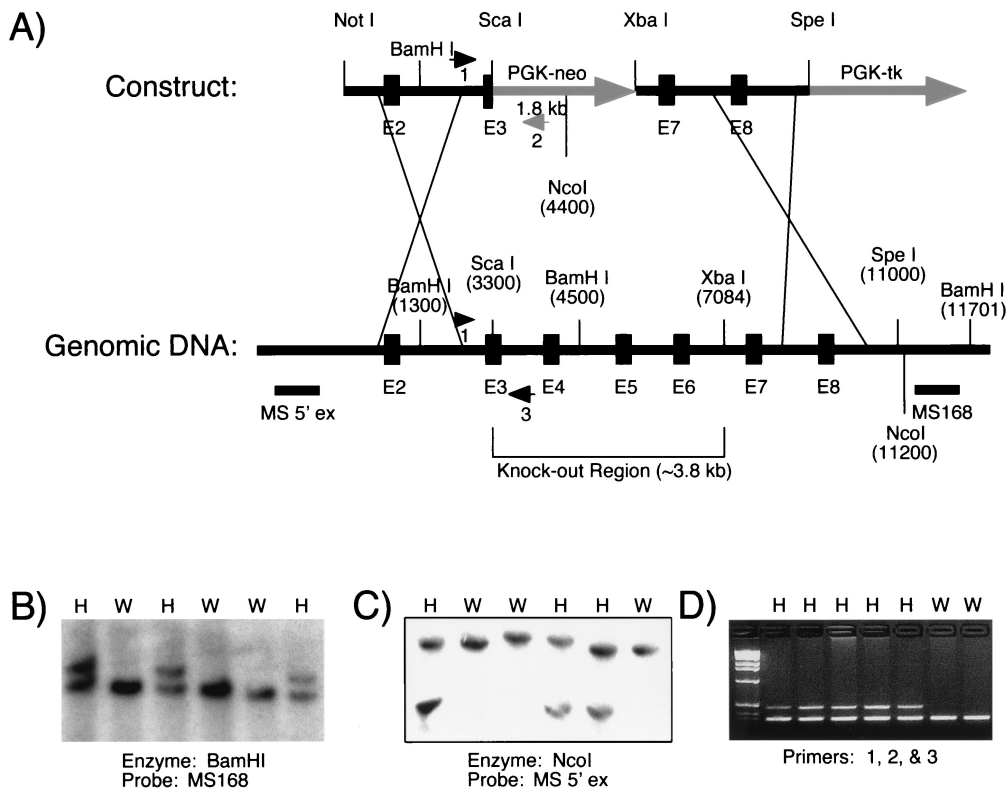 A)
Not I
Sca I
Xba I
Spe I
BamH I
1
PGK-neo
PGK-tk
Construct:
1.8 kb
E2
E3
E7
E8
2
NcoI
(4400)
Spe I
(11000)
Sca I
(3300)
BamH I
(1300)
BamH I
(4500)
Xba I
(7084)
BamH I
(11701)
1
Genomic DNA:
E2
E3
E4
E5
E6
E7
E8
MS 5' ex
3
MS168
NcoI
(11200)
Knock-out Region (~3.8 kb)
B)
H W H W W H
Enzyme: BamHI
Probe: MS168
C)
H W W H H W
Enzyme: NcoI
Probe: MS 5' ex
D)
H H H H H W W
Primers: 1, 2, & 3